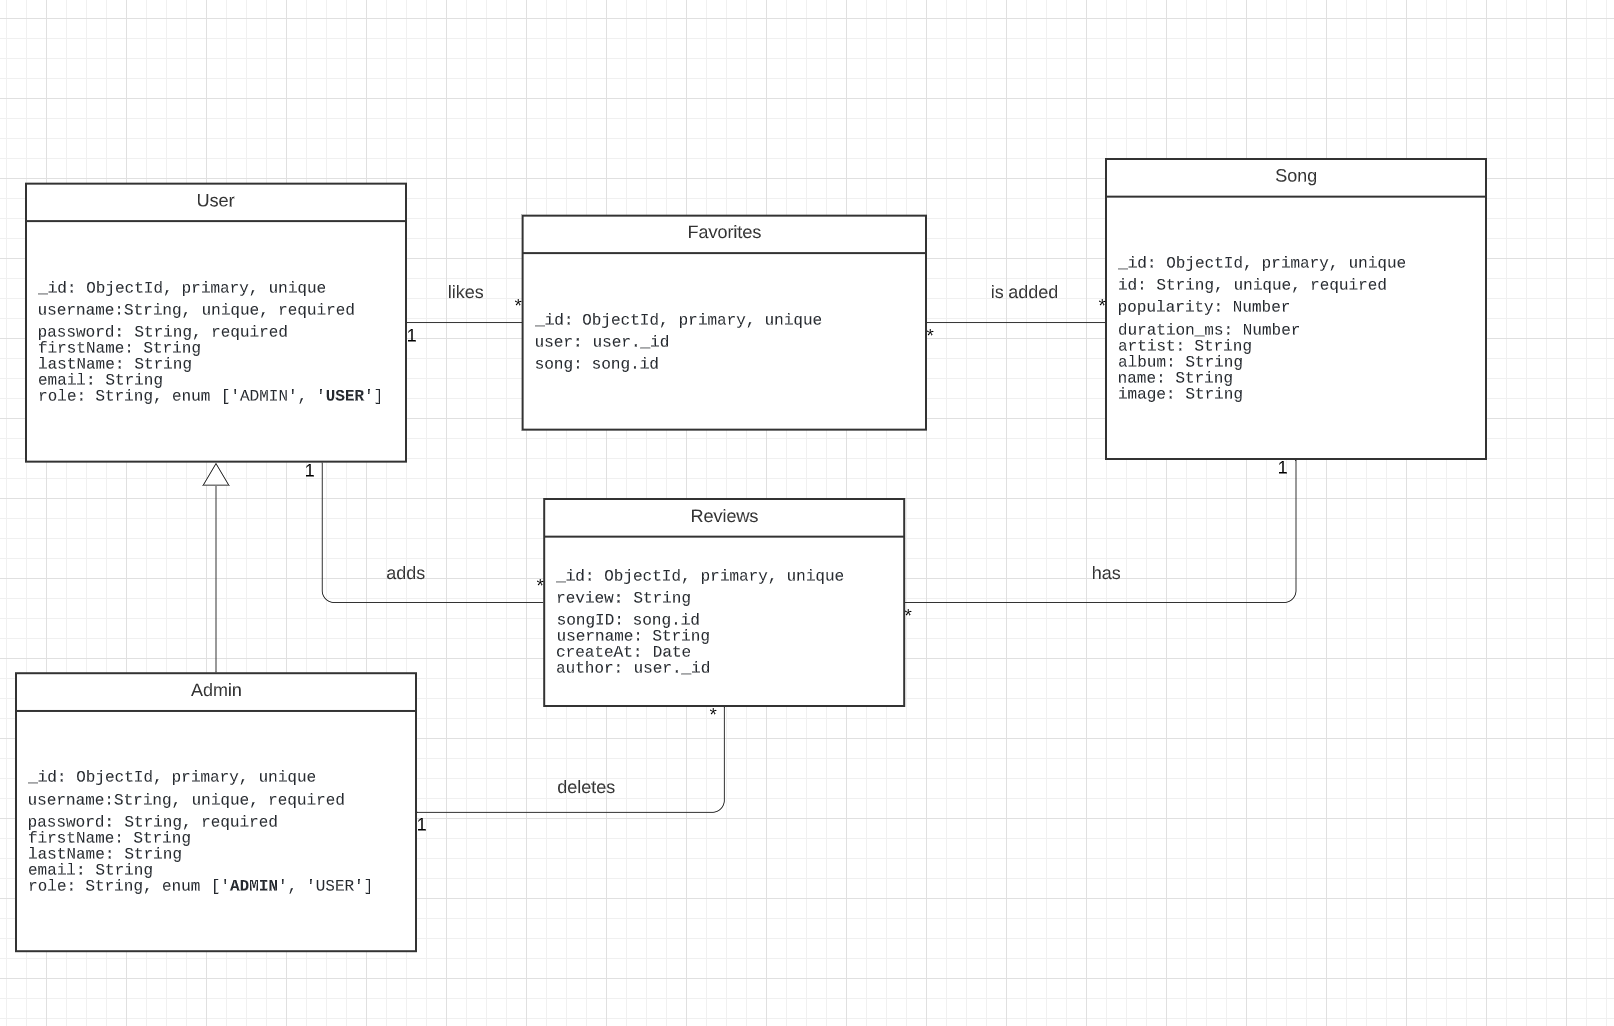 User
_id: ObjectId, primary, unique
username:String, unique, required
password: String, required
firstName: String
lastName: String
email: String
role: String, enum ['ADMIN', 'USER']
likes
1
*
Favorites
_id: ObjectId, primary, unique
user: user._id
song: song.id
is added
*
*
Song
_id: ObjectId, primary, unique
id: String, unique, required
popularity: Number
duration_ms: Number
artist: String
album: String
name: String
image: String
1
adds
*
Reviews
_id: ObjectId, primary, unique
review: String
songID: song.id
username: String
createAt: Date
author: user._id
has
1
*
Admin
_id: ObjectId, primary, unique
username:String, unique, required
password: String, required
firstName: String
lastName: String
email: String
role: String, enum ['ADMIN', 'USER']
deletes
1
*